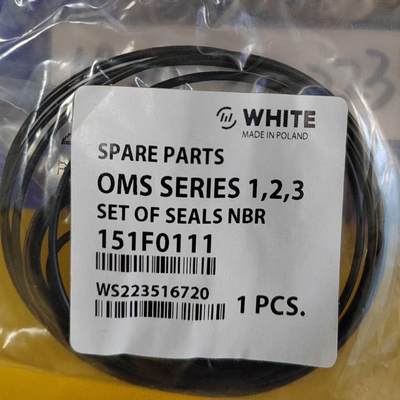 WHITE
MADE IN POLAND
SPARE PARTS
OMS SERIES 1,2,3
SET OF SEALS NBR
151F0111
WS223516720
1 PCS.